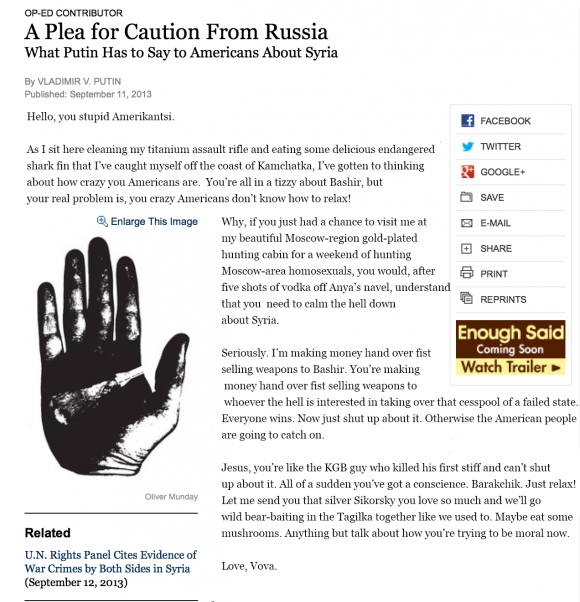 OP-ED CONTRIBUTOR
A Plea for Caution From Russia
What Putin Has to Say to Americans About Syria
By VLADIMIR V. PUTIN
Published: September 11, 2013
Hello, you stupid Amerikantsi.
As I sit here cleaning my titanium assault rifle and eating some delicious endangered
shark fin that I've caught myself off the coast of Kamchatka, I've gotten to thinking
about how crazy you Americans are. You're all in a tizzy about Bashir, but
your real problem is, you crazy Americans don't know how to relax!
Enlarge This Image
Why, if you just had a chance to visit me at
my beautiful Moscow-region gold-plated
hunting cabin for a weekend of hunting
Moscow-area homosexuals, you would, after
five shots of vodka off Anya's navel, understand
that you need to calm the hell down
about Syria.
Seriously. I'm making money hand over fist
selling weapons to Bashir. You're making
money hand over fist selling weapons to
whoever the hell is interested in taking over that cesspool of a failed state.
Everyone wins. Now just shut up about it. Otherwise the American people
are going to catch on.
Jesus, you're like the KGB guy who killed his first stiff and can't shut
up about it. All of a sudden you've got a conscience. Barakchik. Just relax!
Let me send you that silver Sikorsky you love so much and we'll go
wild bear-baiting in the Tagilka together like we used to. Maybe eat some
mushrooms. Anything but talk about how you're trying to be moral now.
Love, Vova.
Oliver Munday
Related
U.N. Rights Panel Cites Evidence of
War Crimes by Both Sides in Syria
(September 12, 2013)
FACEBOOK
TWITTER
GOOGLE+
SAVE
E-MAIL
SHARE
PRINT
REPRINTS
Enough Said
Coming Soon
Watch Trailer